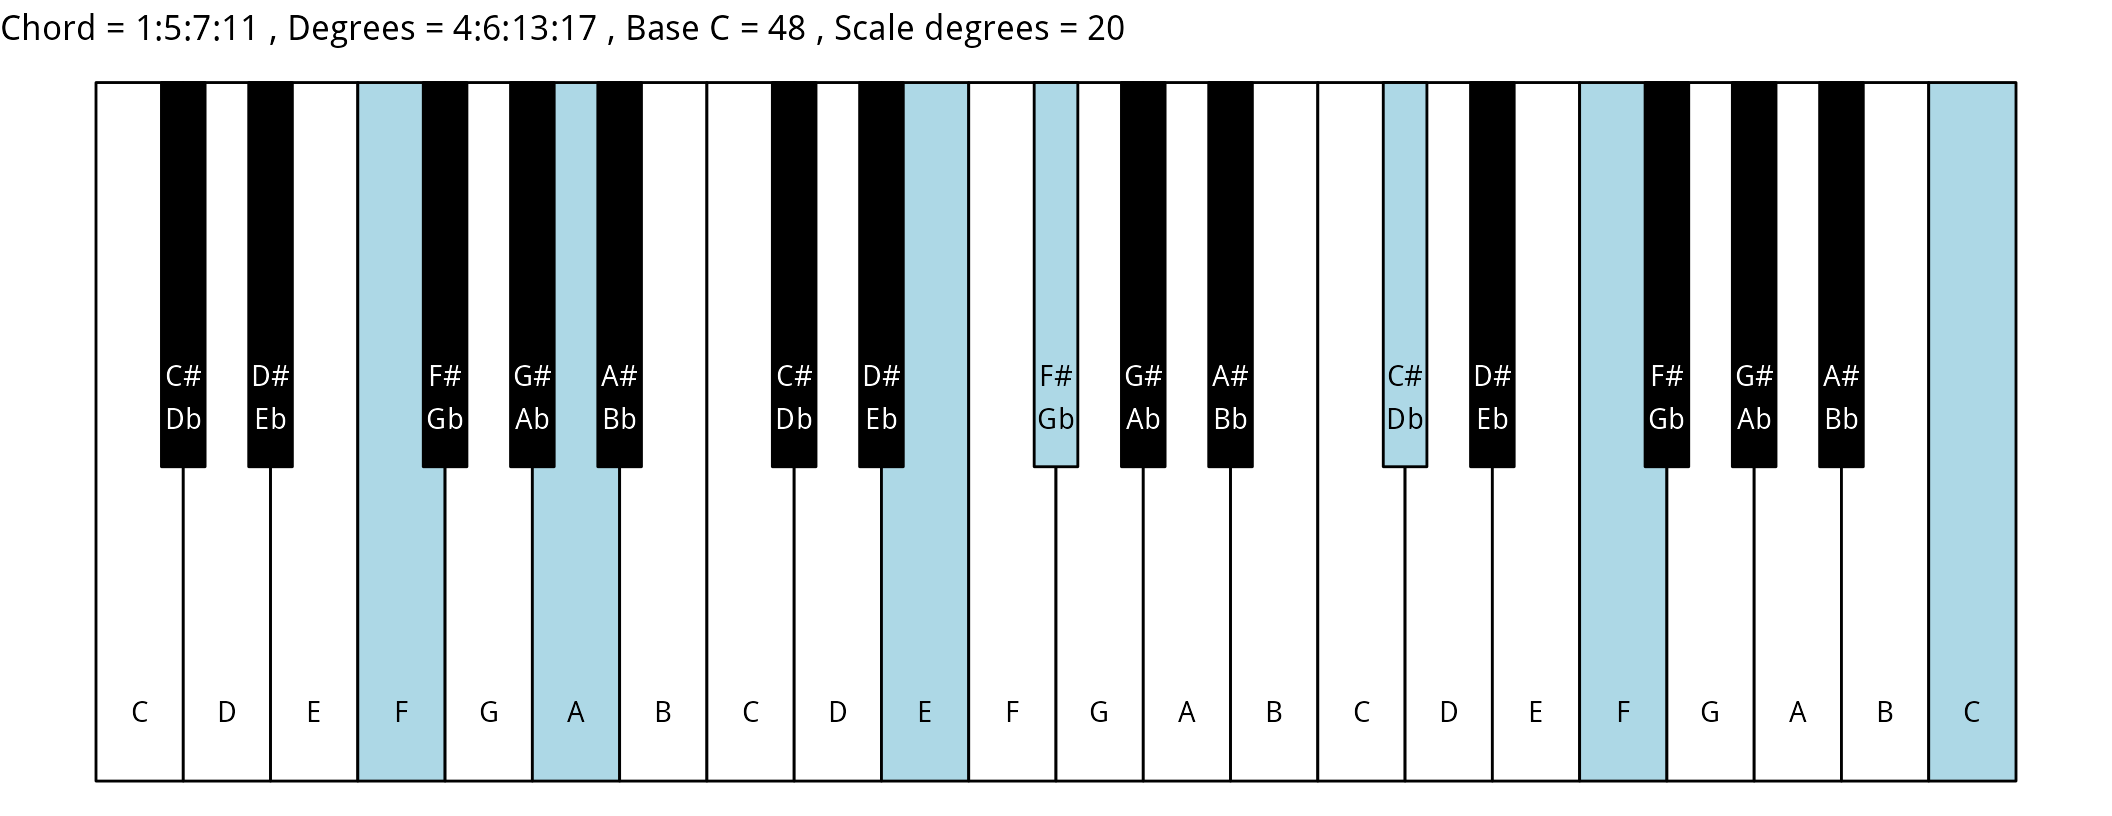 Chord = 1:5:7:11 , Degrees = 4:6:13:17 , Base C = 48 , Scale degrees = 20
C# D# F# G# A# C# D# F# G# A# C# D# F# G# A#
Db Eb Gb Ab Bb Db Eb Gb Ab Bb Db Eb Gb Ab Bb
C D E F G A B C D E F G A B C D E F G A B C